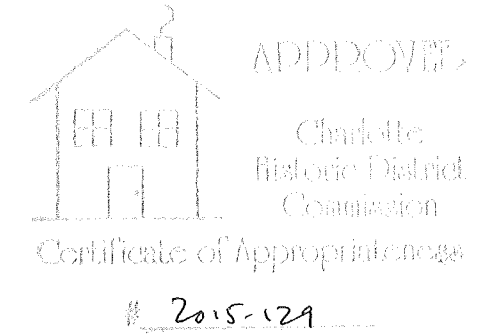 APPROVED
Charlotte
Historic District
Commission
Certificate of Appropriateness
# 2015-129